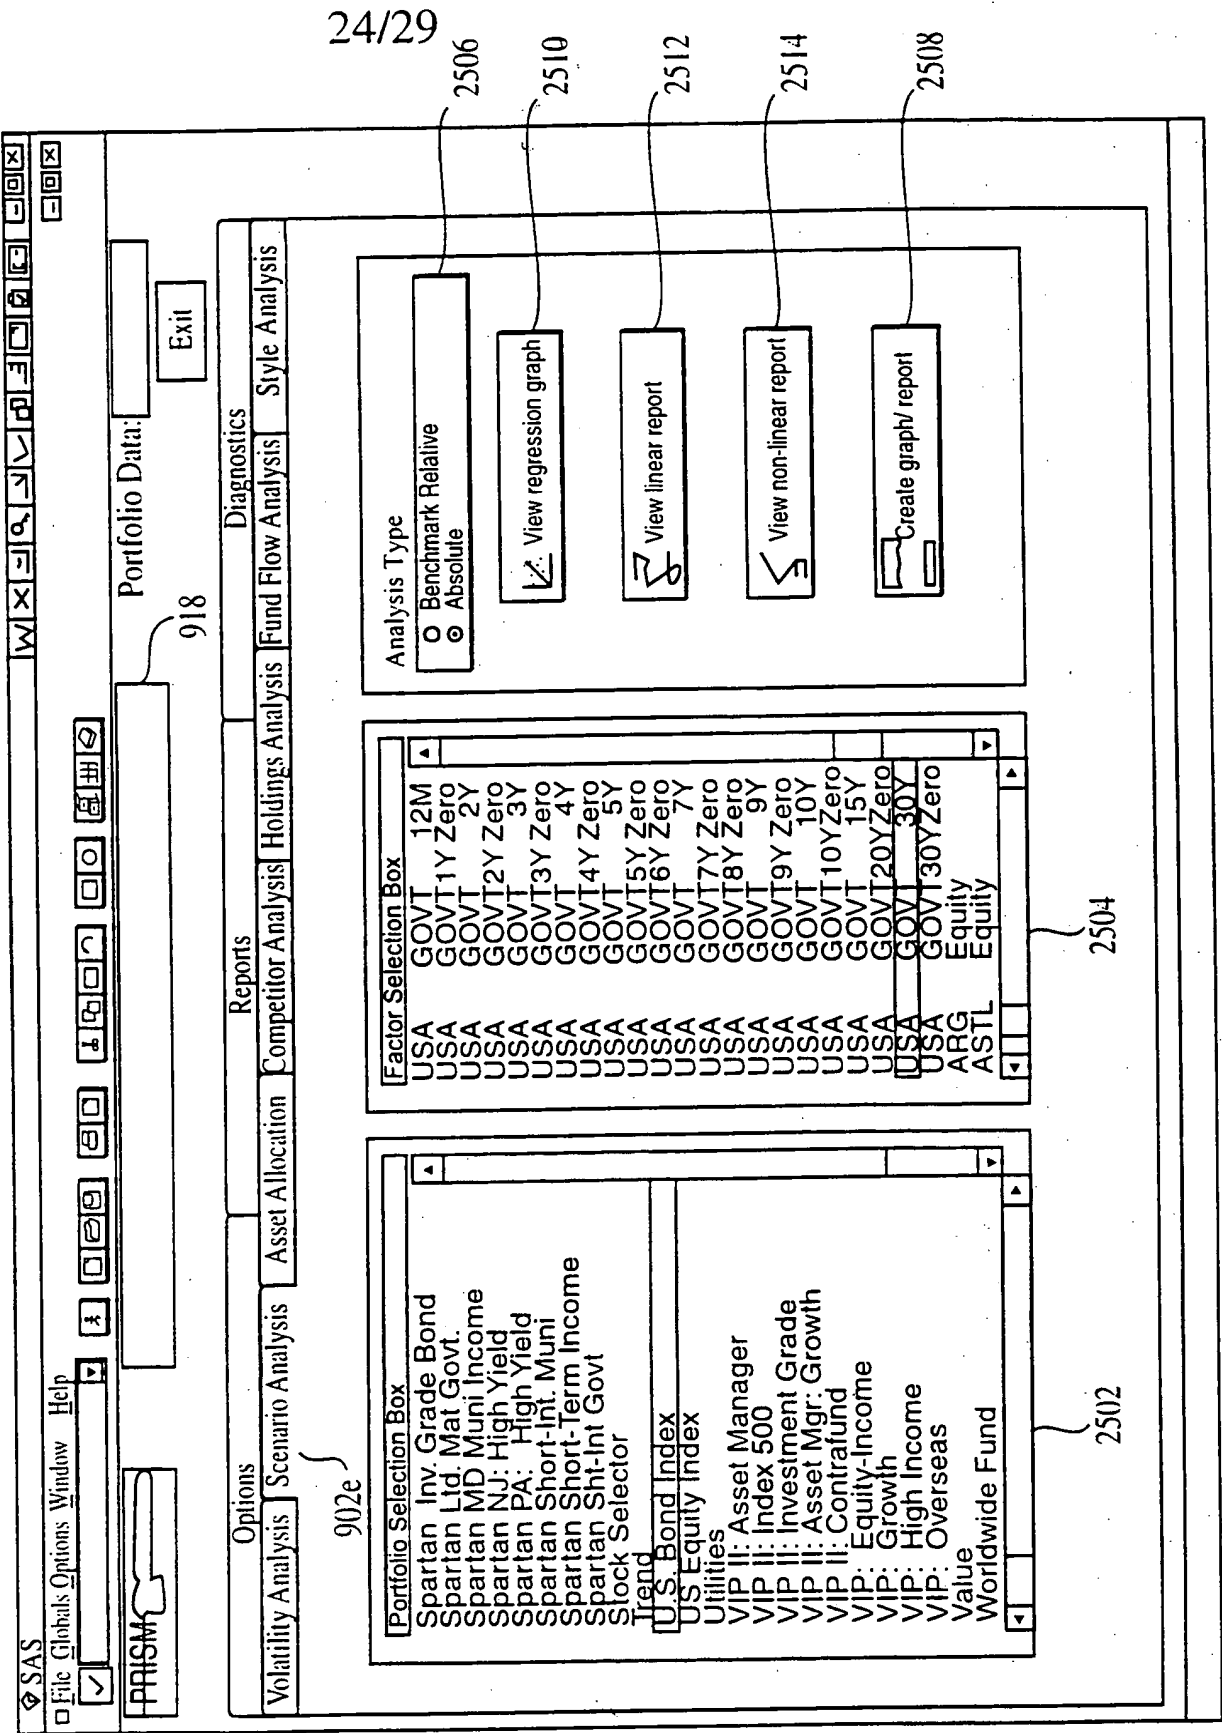 24/29
SAS
File Globals Options Window Help
PRISM
918
Portfolio Data:
Exit
Options Reports Diagnostics
Volatility Analysis Scenario Analysis Asset Allocation Competitor Analysis Holdings Analysis Fund Flow Analysis Style Analysis
902e
Portfolio Selection Box
Spartan Inv. Grade Bond
Spartan Ltd. Mat Govt.
Spartan MD Muni Income
Spartan NJ: High Yield
Spartan PA: High Yield
Spartan Short-Int. Muni
Spartan Short-Term Income
Spartan Sht-Int Govt
Stock Selector
Trend
U.S. Bond Index
US Equity Index
Utilities
VIP II: Asset Manager
VIP II: Index 500
VIP II: Investment Grade
VIP II: Asset Mgr: Growth
VIP II: Contrafund
VIP: Equity-Income
VIP: Growth
VIP: High Income
VIP: Overseas
Value
Worldwide Fund
2502
Factor Selection Box
USA GOVT 12M
USA GOVT1Y Zero
USA GOVT 2Y
USA GOVT2Y Zero
USA GOVT 3Y
USA GOVT3Y Zero
USA GOVT 4Y
USA GOVT4Y Zero
USA GOVT 5Y
USA GOVT5Y Zero
USA GOVT6Y Zero
USA GOVT 7Y
USA GOVT7Y Zero
USA GOVT8Y Zero
USA GOVT 9Y
USA GOVT9Y Zero
USA GOVT 10Y
USA GOVT10YZero
USA GOVT 15Y
USA GOVT20YZero
USA GOVT 30Y
USA GOVT30YZero
ARG Equity
ASTL Equity
2504
Analysis Type
Benchmark Relative
Absolute
2506
View regression graph
2510
View linear report
2512
View non-linear report
2514
Create graph/ report
2508